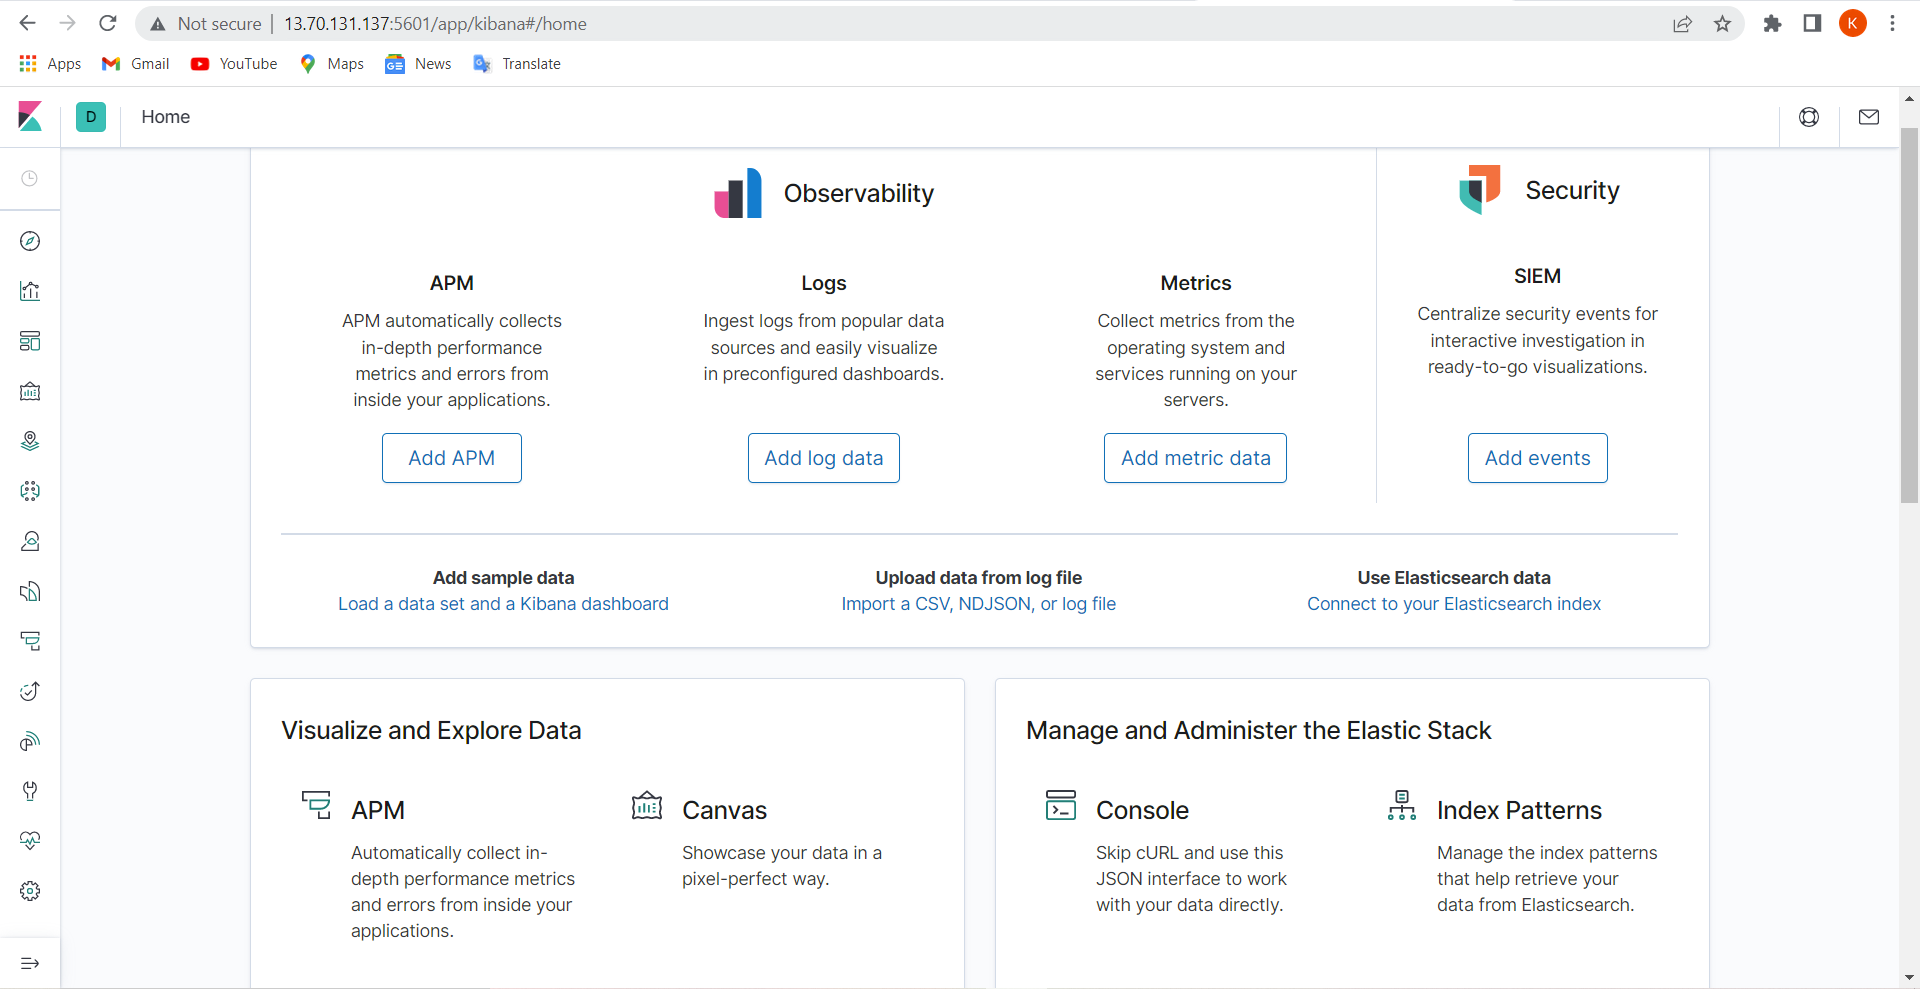 Not secure | 13.70.131.137:5601/app/kibana#/home
K
Apps Gmail YouTube Maps News Translate
D Home
Observability
Security
APM
APM automatically collects
in-depth performance
metrics and errors from
inside your applications.
Add APM
Logs
Ingest logs from popular data
sources and easily visualize
in preconfigured dashboards.
Add log data
Metrics
Collect metrics from the
operating system and
services running on your
servers.
Add metric data
SIEM
Centralize security events for
interactive investigation in
ready-to-go visualizations.
Add events
Add sample data
Load a data set and a Kibana dashboard
Upload data from log file
Import a CSV, NDJSON, or log file
Use Elasticsearch data
Connect to your Elasticsearch index
Visualize and Explore Data
APM
Automatically collect in-
depth performance metrics
and errors from inside your
applications.
Canvas
Showcase your data in a
pixel-perfect way.
Manage and Administer the Elastic Stack
Console
Skip cURL and use this
JSON interface to work
with your data directly.
Index Patterns
Manage the index patterns
that help retrieve your
data from Elasticsearch.